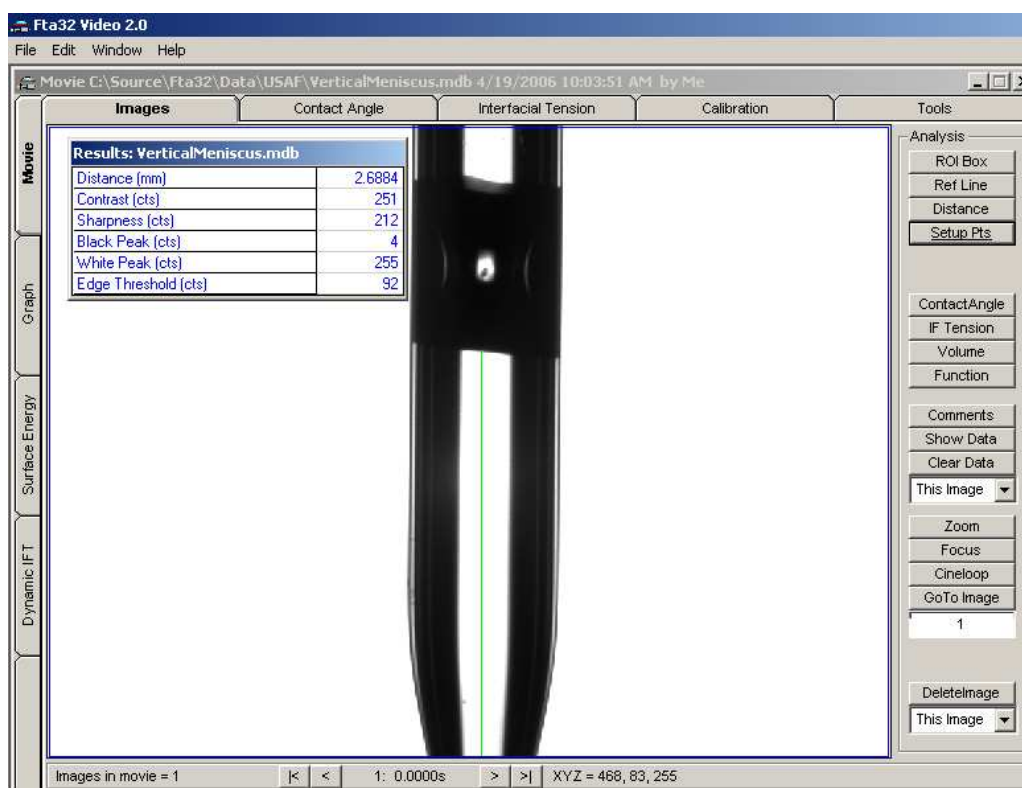 Fta32 Video 2.0
File Edit Window Help
Movie C:\Source\Fta32\Data\USAF\VerticalMeniscus.mdb 4/19/2006 10:03:51 AM by Me
Images Contact Angle Interfacial Tension Calibration Tools
Movie
Graph
Surface Energy
Dynamic IFT
Results: VerticalMeniscus.mdb
Distance (mm) 2.6884
Contrast (cts) 251
Sharpness (cts) 212
Black Peak (cts) 4
White Peak (cts) 255
Edge Threshold (cts) 92
Analysis
ROI Box
Ref Line
Distance
Setup Pts
ContactAngle
IF Tension
Volume
Function
Comments
Show Data
Clear Data
This Image
Zoom
Focus
Cineloop
GoTo Image
1
DeleteImage
This Image
Images in movie = 1 |< < 1: 0.0000s > >| XYZ = 468, 83, 255